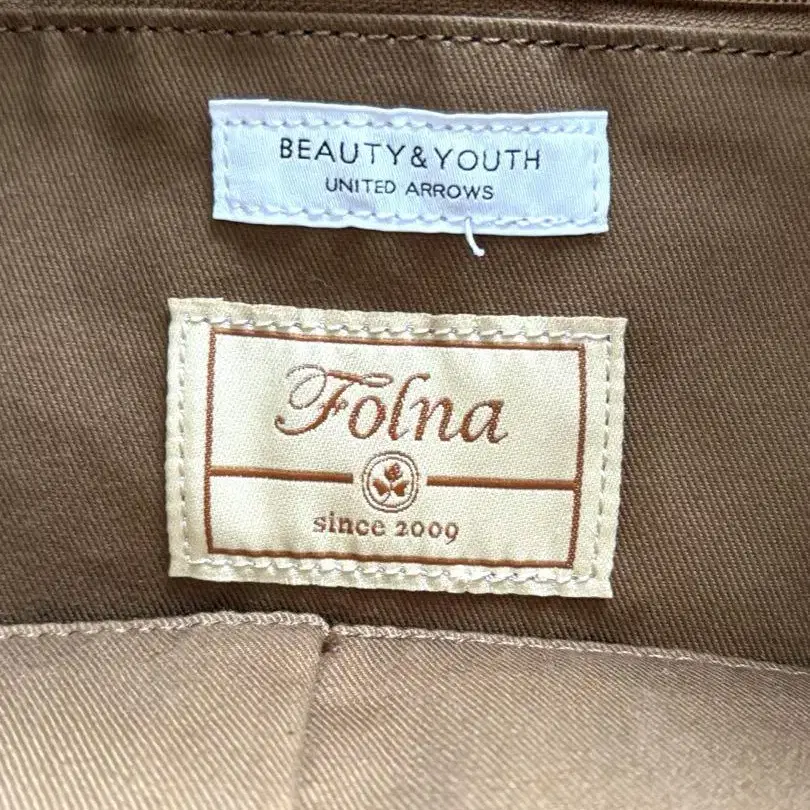 BEAUTY&YOUTH
UNITED ARROWS
Folna
since 2009